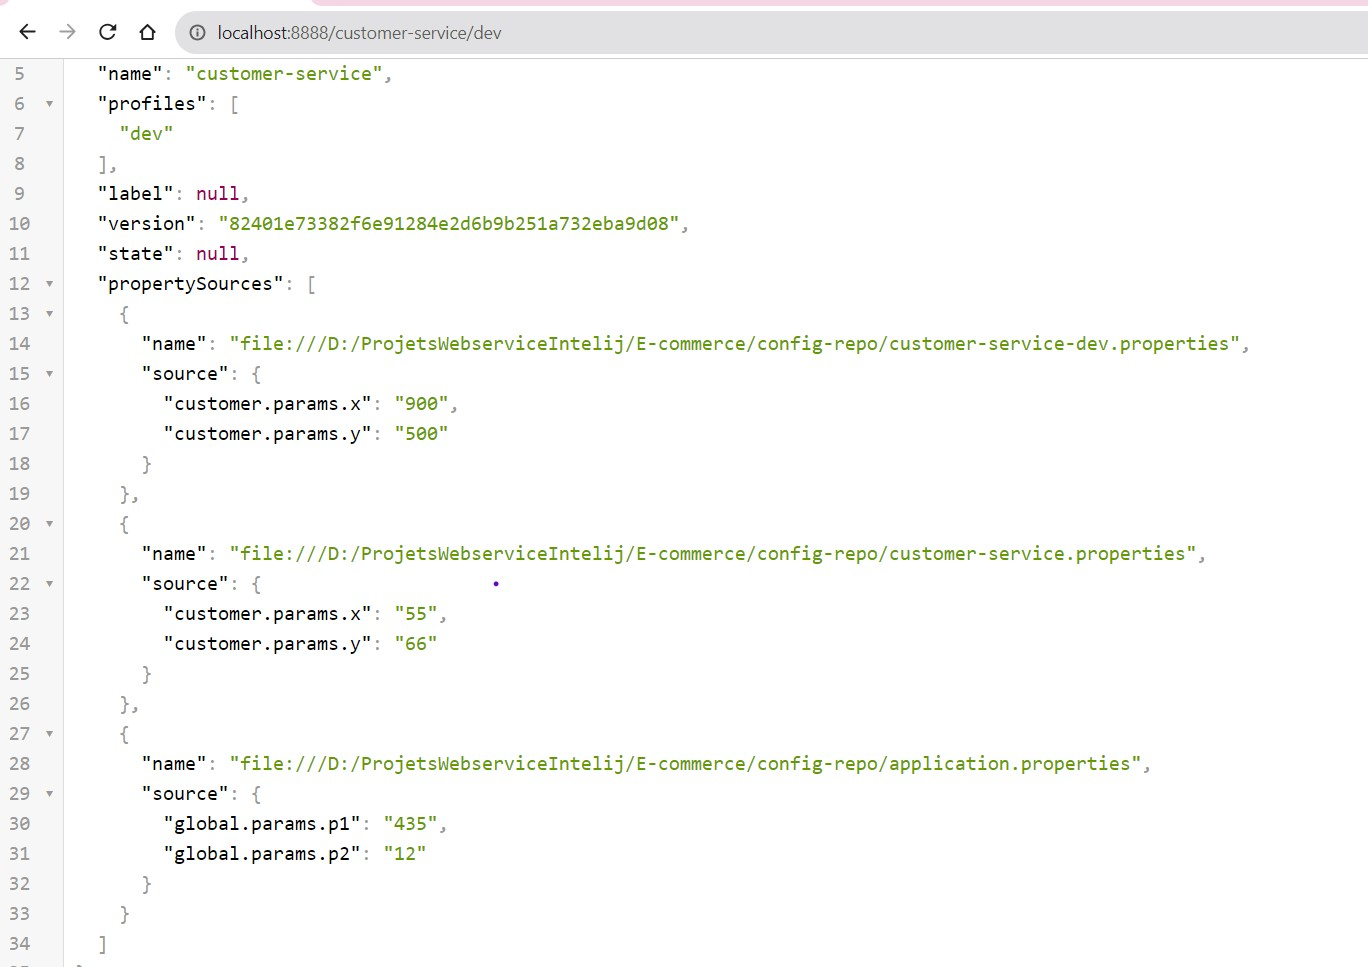 localhost:8888/customer-service/dev
5 "name": "customer-service",
6 "profiles": [
7 "dev"
8 ],
9 "label": null,
10 "version": "82401e73382f6e91284e2d6b9b251a732eba9d08",
11 "state": null,
12 "propertySources": [
13 {
14 "name": "file:///D:/ProjetsWebserviceIntelij/E-commerce/config-repo/customer-service-dev.properties",
15 "source": {
16 "customer.params.x": "900",
17 "customer.params.y": "500"
18 }
19 },
20 {
21 "name": "file:///D:/ProjetsWebserviceIntelij/E-commerce/config-repo/customer-service.properties",
22 "source": {
23 "customer.params.x": "55",
24 "customer.params.y": "66"
25 }
26 },
27 {
28 "name": "file:///D:/ProjetsWebserviceIntelij/E-commerce/config-repo/application.properties",
29 "source": {
30 "global.params.p1": "435",
31 "global.params.p2": "12"
32 }
33 }
34 ]